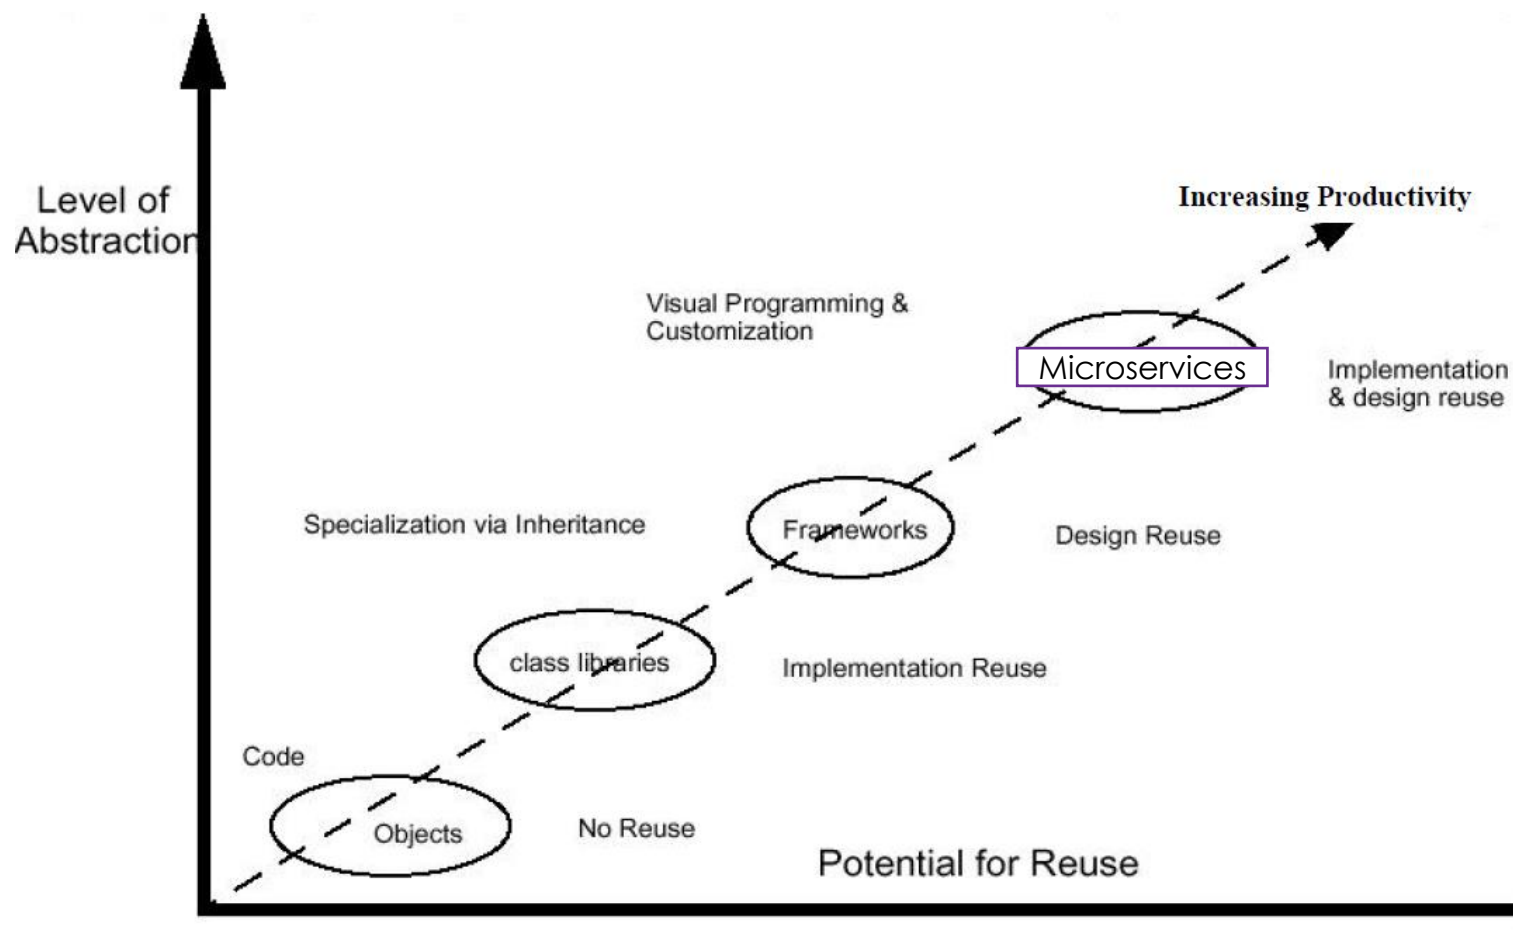 Increasing Productivity
Level of
Abstraction
Visual Programming &
Customization
Microservices
Implementation
& design reuse
Specialization via Inheritance
Frameworks
Design Reuse
class libraries
Implementation Reuse
Code
Objects
No Reuse
Potential for Reuse